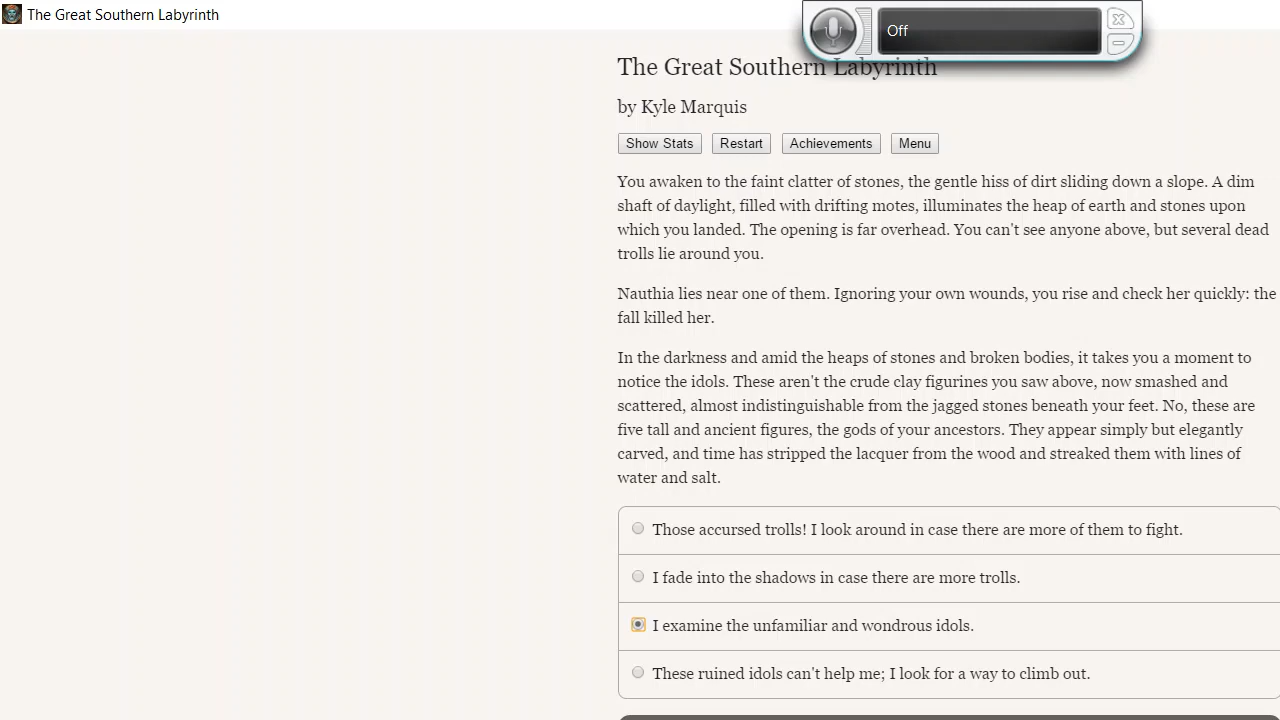 The Great Southern Labyrinth
Off
The Great Southern Labyrinth
by Kyle Marquis
Show Stats
Restart
Achievements
Menu
You awaken to the faint clatter of stones, the gentle hiss of dirt sliding down a slope. A dim
shaft of daylight, filled with drifting motes, illuminates the heap of earth and stones upon
which you landed. The opening is far overhead. You can't see anyone above, but several dead
trolls lie around you.
Nauthia lies near one of them. Ignoring your own wounds, you rise and check her quickly: the
fall killed her.
In the darkness and amid the heaps of stones and broken bodies, it takes you a moment to
notice the idols. These aren't the crude clay figurines you saw above, now smashed and
scattered, almost indistinguishable from the jagged stones beneath your feet. No, these are
five tall and ancient figures, the gods of your ancestors. They appear simply but elegantly
carved, and time has stripped the lacquer from the wood and streaked them with lines of
water and salt.
Those accursed trolls! I look around in case there are more of them to fight.
I fade into the shadows in case there are more trolls.
I examine the unfamiliar and wondrous idols.
These ruined idols can't help me; I look for a way to climb out.